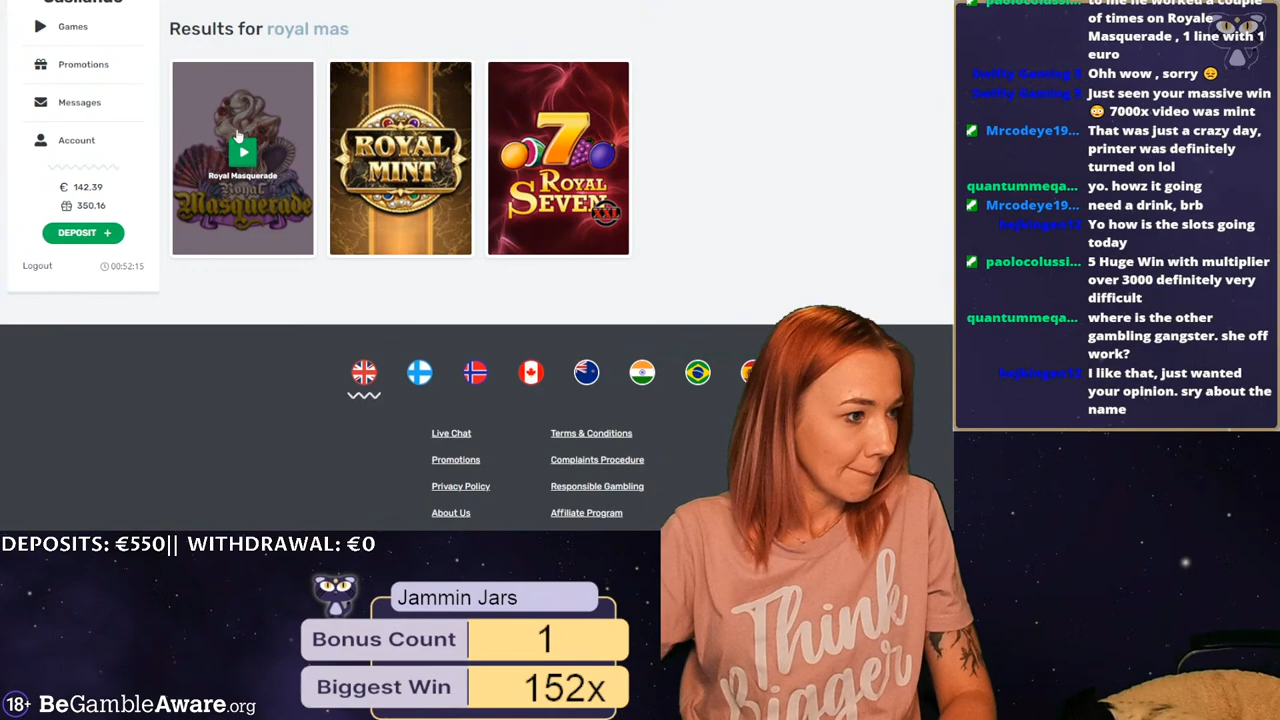 Games
Promotions
Messages
Account
€ 142.39
350.16
DEPOSIT +
Logout
00:52:15
Results for royal mas
Royal Masquerade
Royal
Masquerade
ROYAL
MINT
7
ROYAL
SEVEN
XXL
Live Chat
Promotions
Privacy Policy
About Us
Terms & Conditions
Complaints Procedure
Responsible Gambling
Affiliate Program
of times on Royale
Masquerade , 1 line with 1
euro
Ohh wow , sorry 😔
Just seen your massive win
😳 7000x video was mint
Mrcodeye19... That was just a crazy day,
printer was definitely
turned on lol
quantummeqa... yo. howz it going
Mrcodeye19... need a drink, brb
Yo how is the slots going
today
paolocolussi... 5 Huge Win with multiplier
over 3000 definitely very
difficult
quantummeqa... where is the other
gambling gangster. she off
work?
I like that, just wanted
your opinion. sry about the
name
DEPOSITS: €550|| WITHDRAWAL: €0
Jammin Jars
Bonus Count 1
Biggest Win 152x
18+ BeGambleAware.org
Think
Bigger